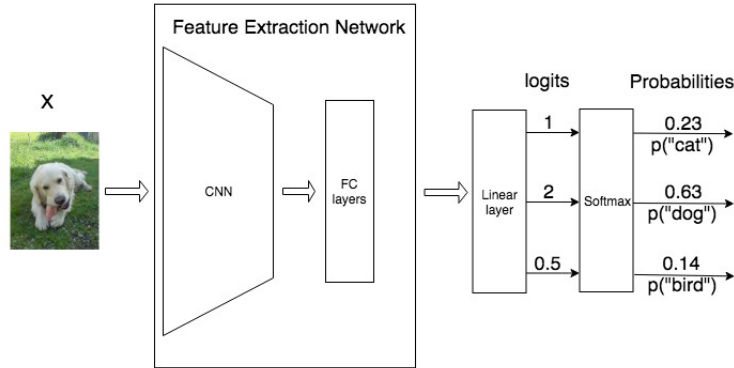 Feature Extraction Network
X
CNN
FC
layers
logits
Probabilities
Linear
layer
Softmax
1
2
0.5
0.23
p("cat")
0.63
p("dog")
0.14
p("bird")